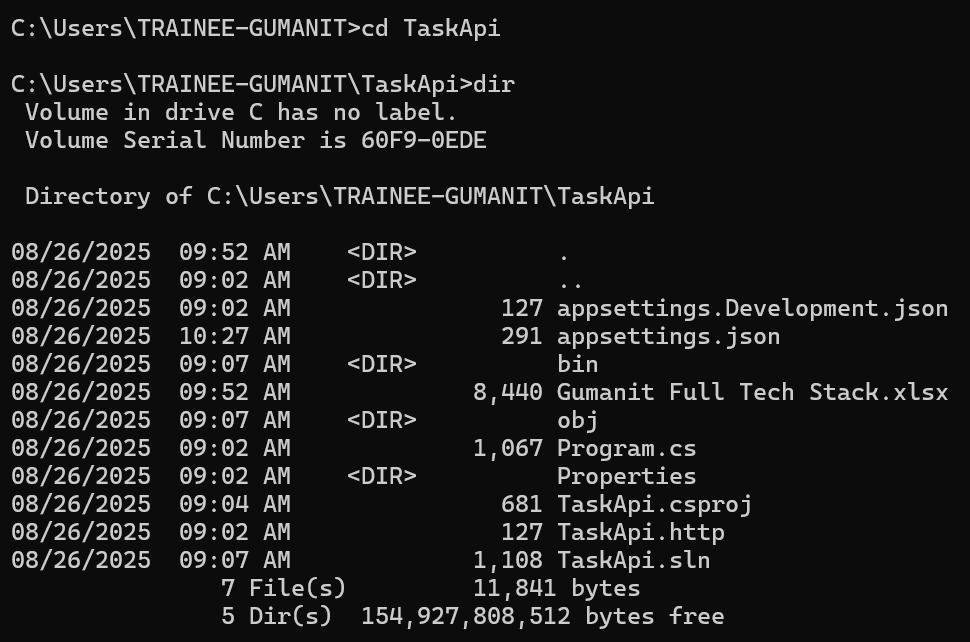 C:\Users\TRAINEE-GUMANIT>cd TaskApi
C:\Users\TRAINEE-GUMANIT\TaskApi>dir
 Volume in drive C has no label.
 Volume Serial Number is 60F9-0EDE
 Directory of C:\Users\TRAINEE-GUMANIT\TaskApi
08/26/2025  09:52 AM    <DIR>          .
08/26/2025  09:02 AM    <DIR>          ..
08/26/2025  09:02 AM               127 appsettings.Development.json
08/26/2025  10:27 AM               291 appsettings.json
08/26/2025  09:07 AM    <DIR>          bin
08/26/2025  09:52 AM             8,440 Gumanit Full Tech Stack.xlsx
08/26/2025  09:07 AM    <DIR>          obj
08/26/2025  09:02 AM             1,067 Program.cs
08/26/2025  09:02 AM    <DIR>          Properties
08/26/2025  09:04 AM               681 TaskApi.csproj
08/26/2025  09:02 AM               127 TaskApi.http
08/26/2025  09:07 AM             1,108 TaskApi.sln
               7 File(s)         11,841 bytes
               5 Dir(s)  154,927,808,512 bytes free